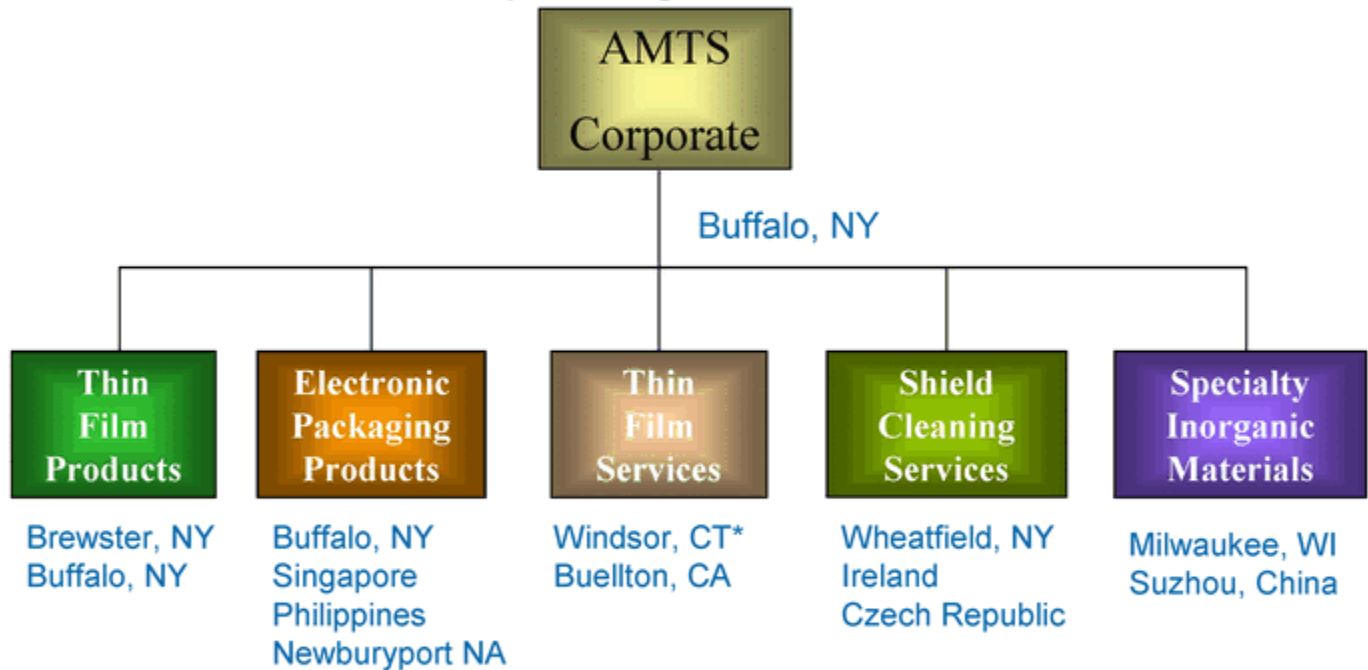 AMTS
Corporate
Buffalo, NY
Thin
Film
Products
Electronic
Packaging
Products
Thin
Film
Services
Shield
Cleaning
Services
Specialty
Inorganic
Materials
Brewster, NY
Buffalo, NY
Buffalo, NY
Singapore
Philippines
Newburyport NA
Windsor, CT*
Buellton, CA
Wheatfield, NY
Ireland
Czech Republic
Milwaukee, WI
Suzhou, China